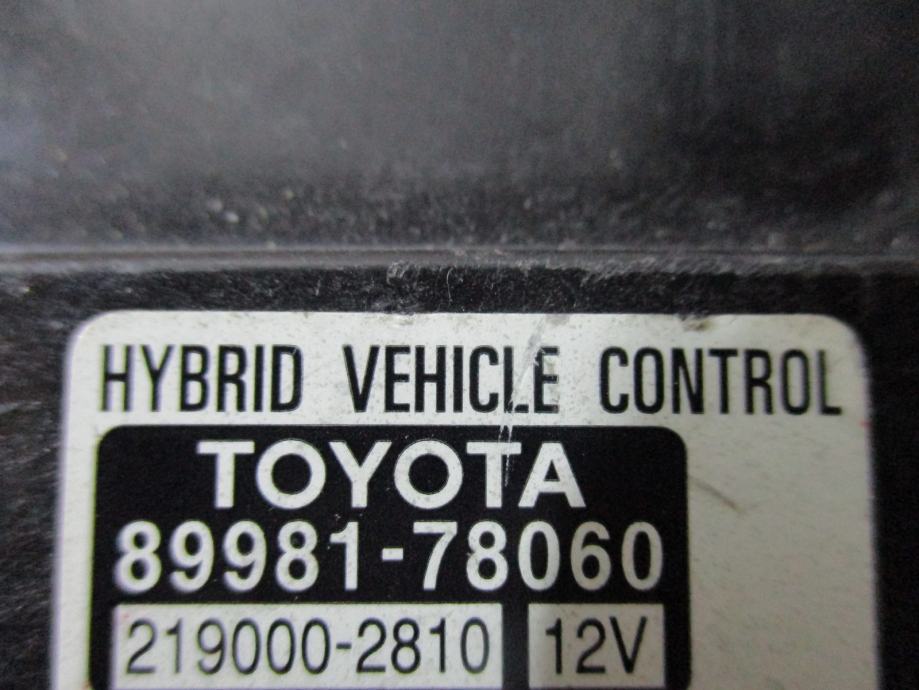 HYBRID VEHICLE CONTROL
TOYOTA
89981-78060
219000-2810 12V